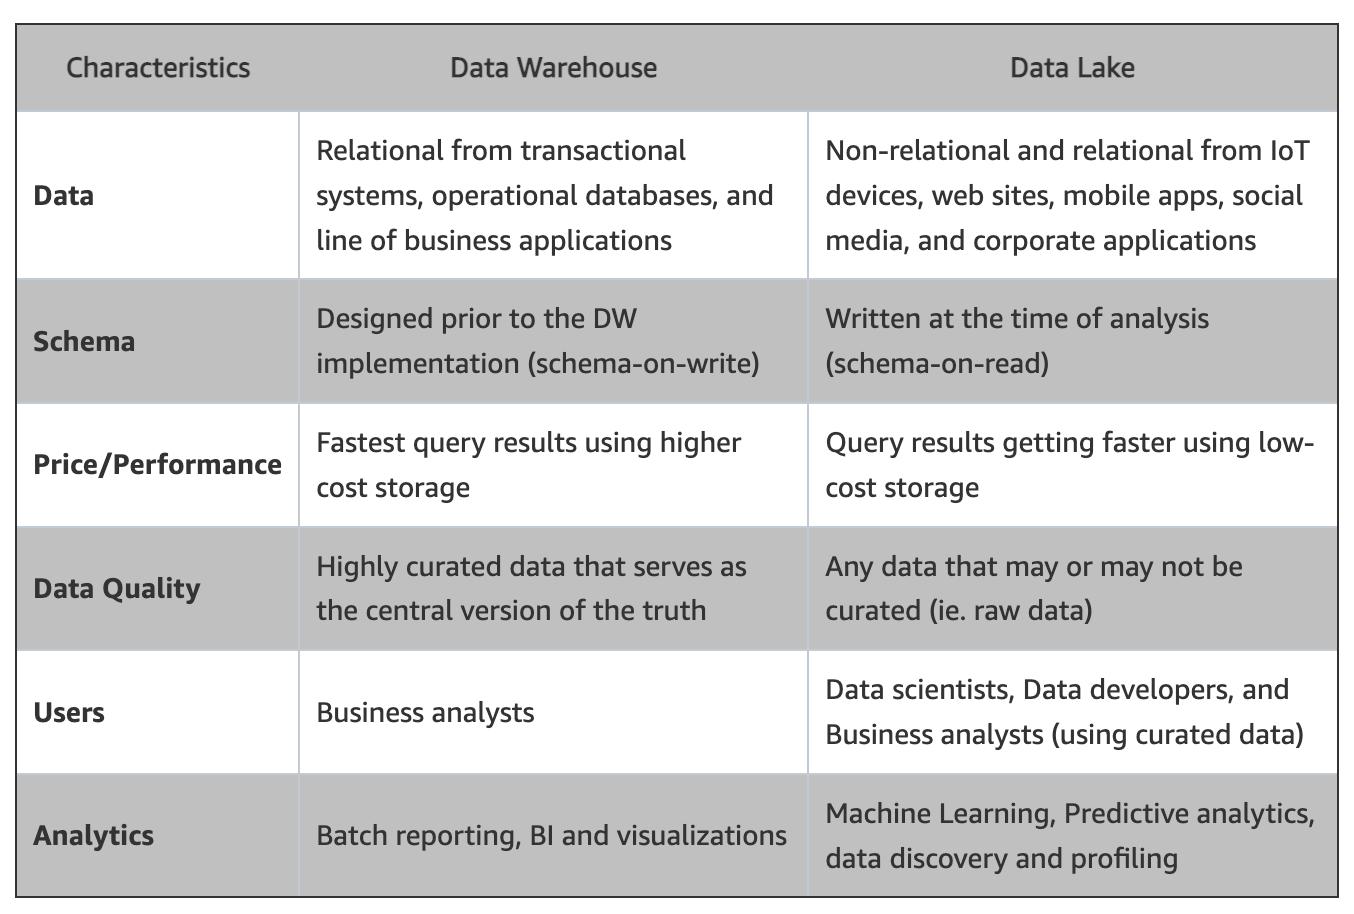 Characteristics
Data Warehouse
Data Lake
Data
Relational from transactional
systems, operational databases, and
line of business applications
Non-relational and relational from IoT
devices, web sites, mobile apps, social
media, and corporate applications
Schema
Designed prior to the DW
implementation (schema-on-write)
Written at the time of analysis
(schema-on-read)
Price/Performance
Fastest query results using higher
cost storage
Query results getting faster using low-
cost storage
Data Quality
Highly curated data that serves as
the central version of the truth
Any data that may or may not be
curated (ie. raw data)
Users
Business analysts
Data scientists, Data developers, and
Business analysts (using curated data)
Analytics
Batch reporting, BI and visualizations
Machine Learning, Predictive analytics,
data discovery and profiling